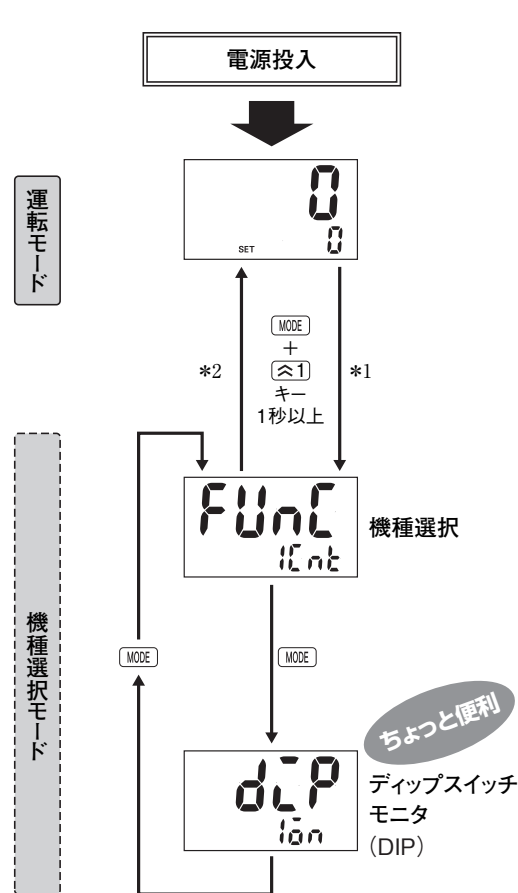 電源投入
運転モード
0
SET
0
MODE
+
1
キー
1秒以上
*2
*1
FUnC
1Cnt
機種選択
機種選択モード
MODE
MODE
ちょっと便利
diP
1on
ディップスイッチ
モニタ
(DIP)